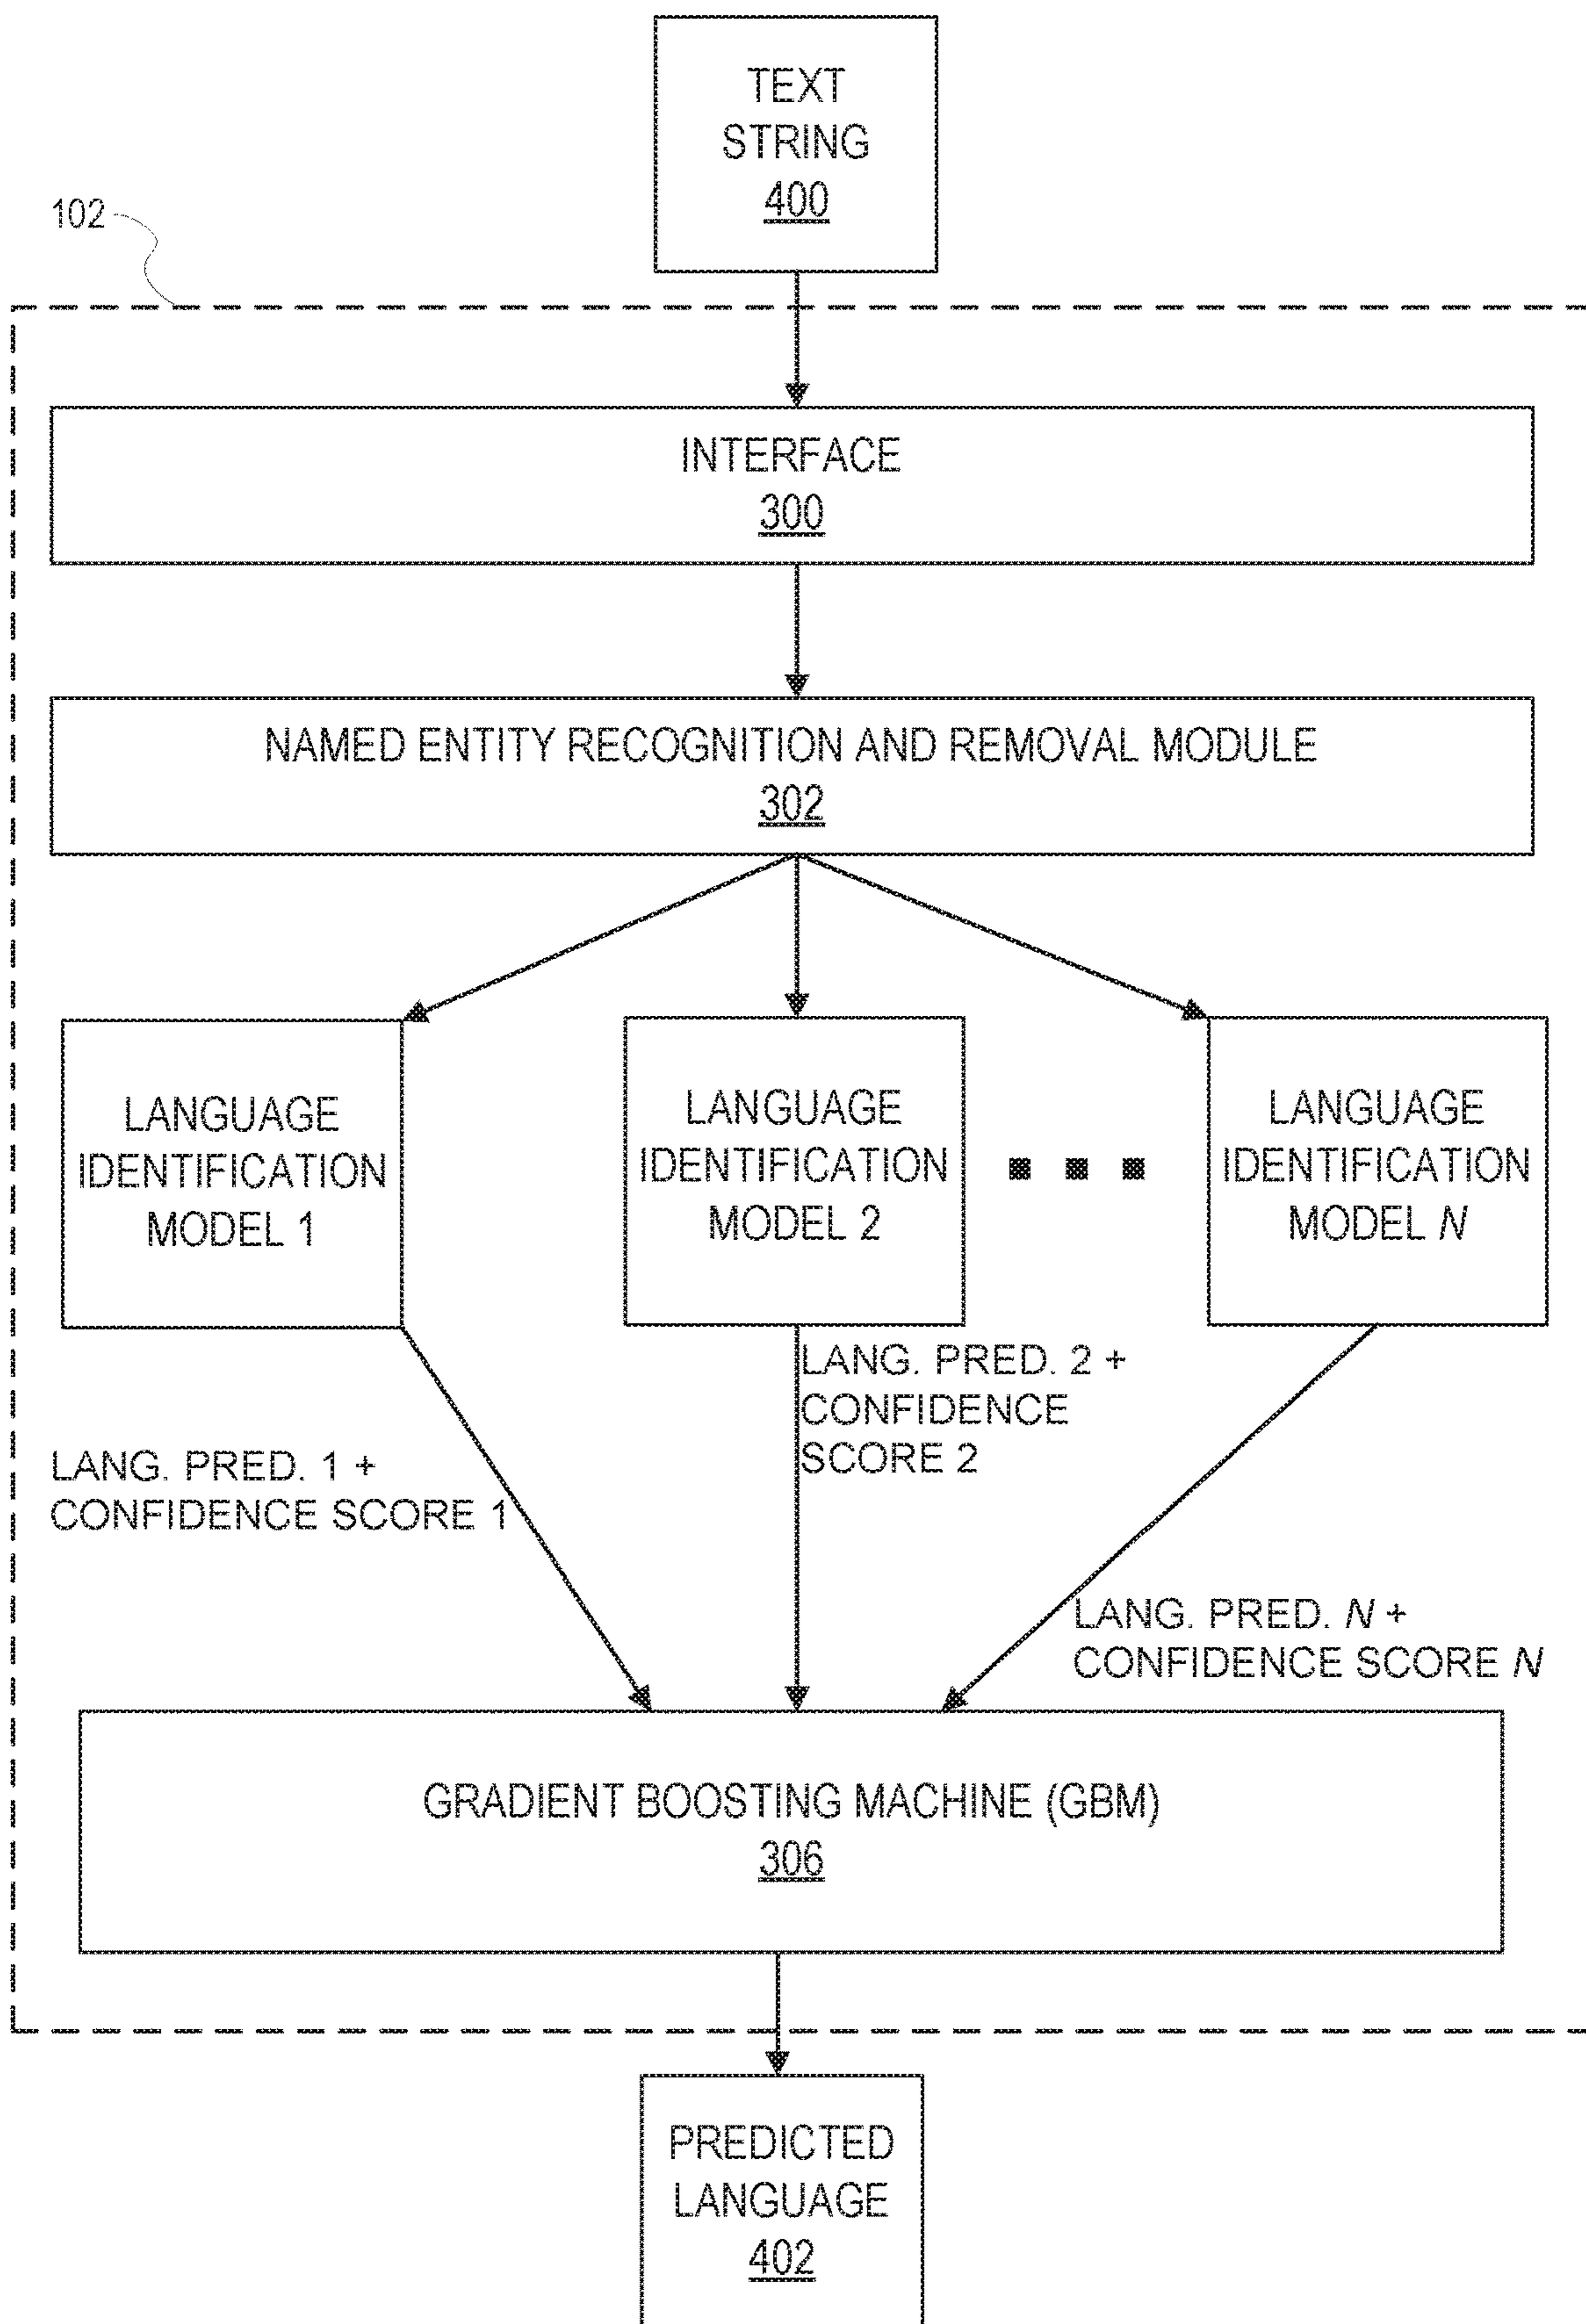 TEXT
STRING
400
102
INTERFACE
300
NAMED ENTITY RECOGNITION AND REMOVAL MODULE
302
LANGUAGE
IDENTIFICATION
MODEL 1
LANGUAGE
IDENTIFICATION
MODEL 2
LANGUAGE
IDENTIFICATION
MODEL N
LANG. PRED. 1 +
CONFIDENCE SCORE 1
LANG. PRED. 2 +
CONFIDENCE
SCORE 2
LANG. PRED. N +
CONFIDENCE SCORE N
GRADIENT BOOSTING MACHINE (GBM)
306
PREDICTED
LANGUAGE
402